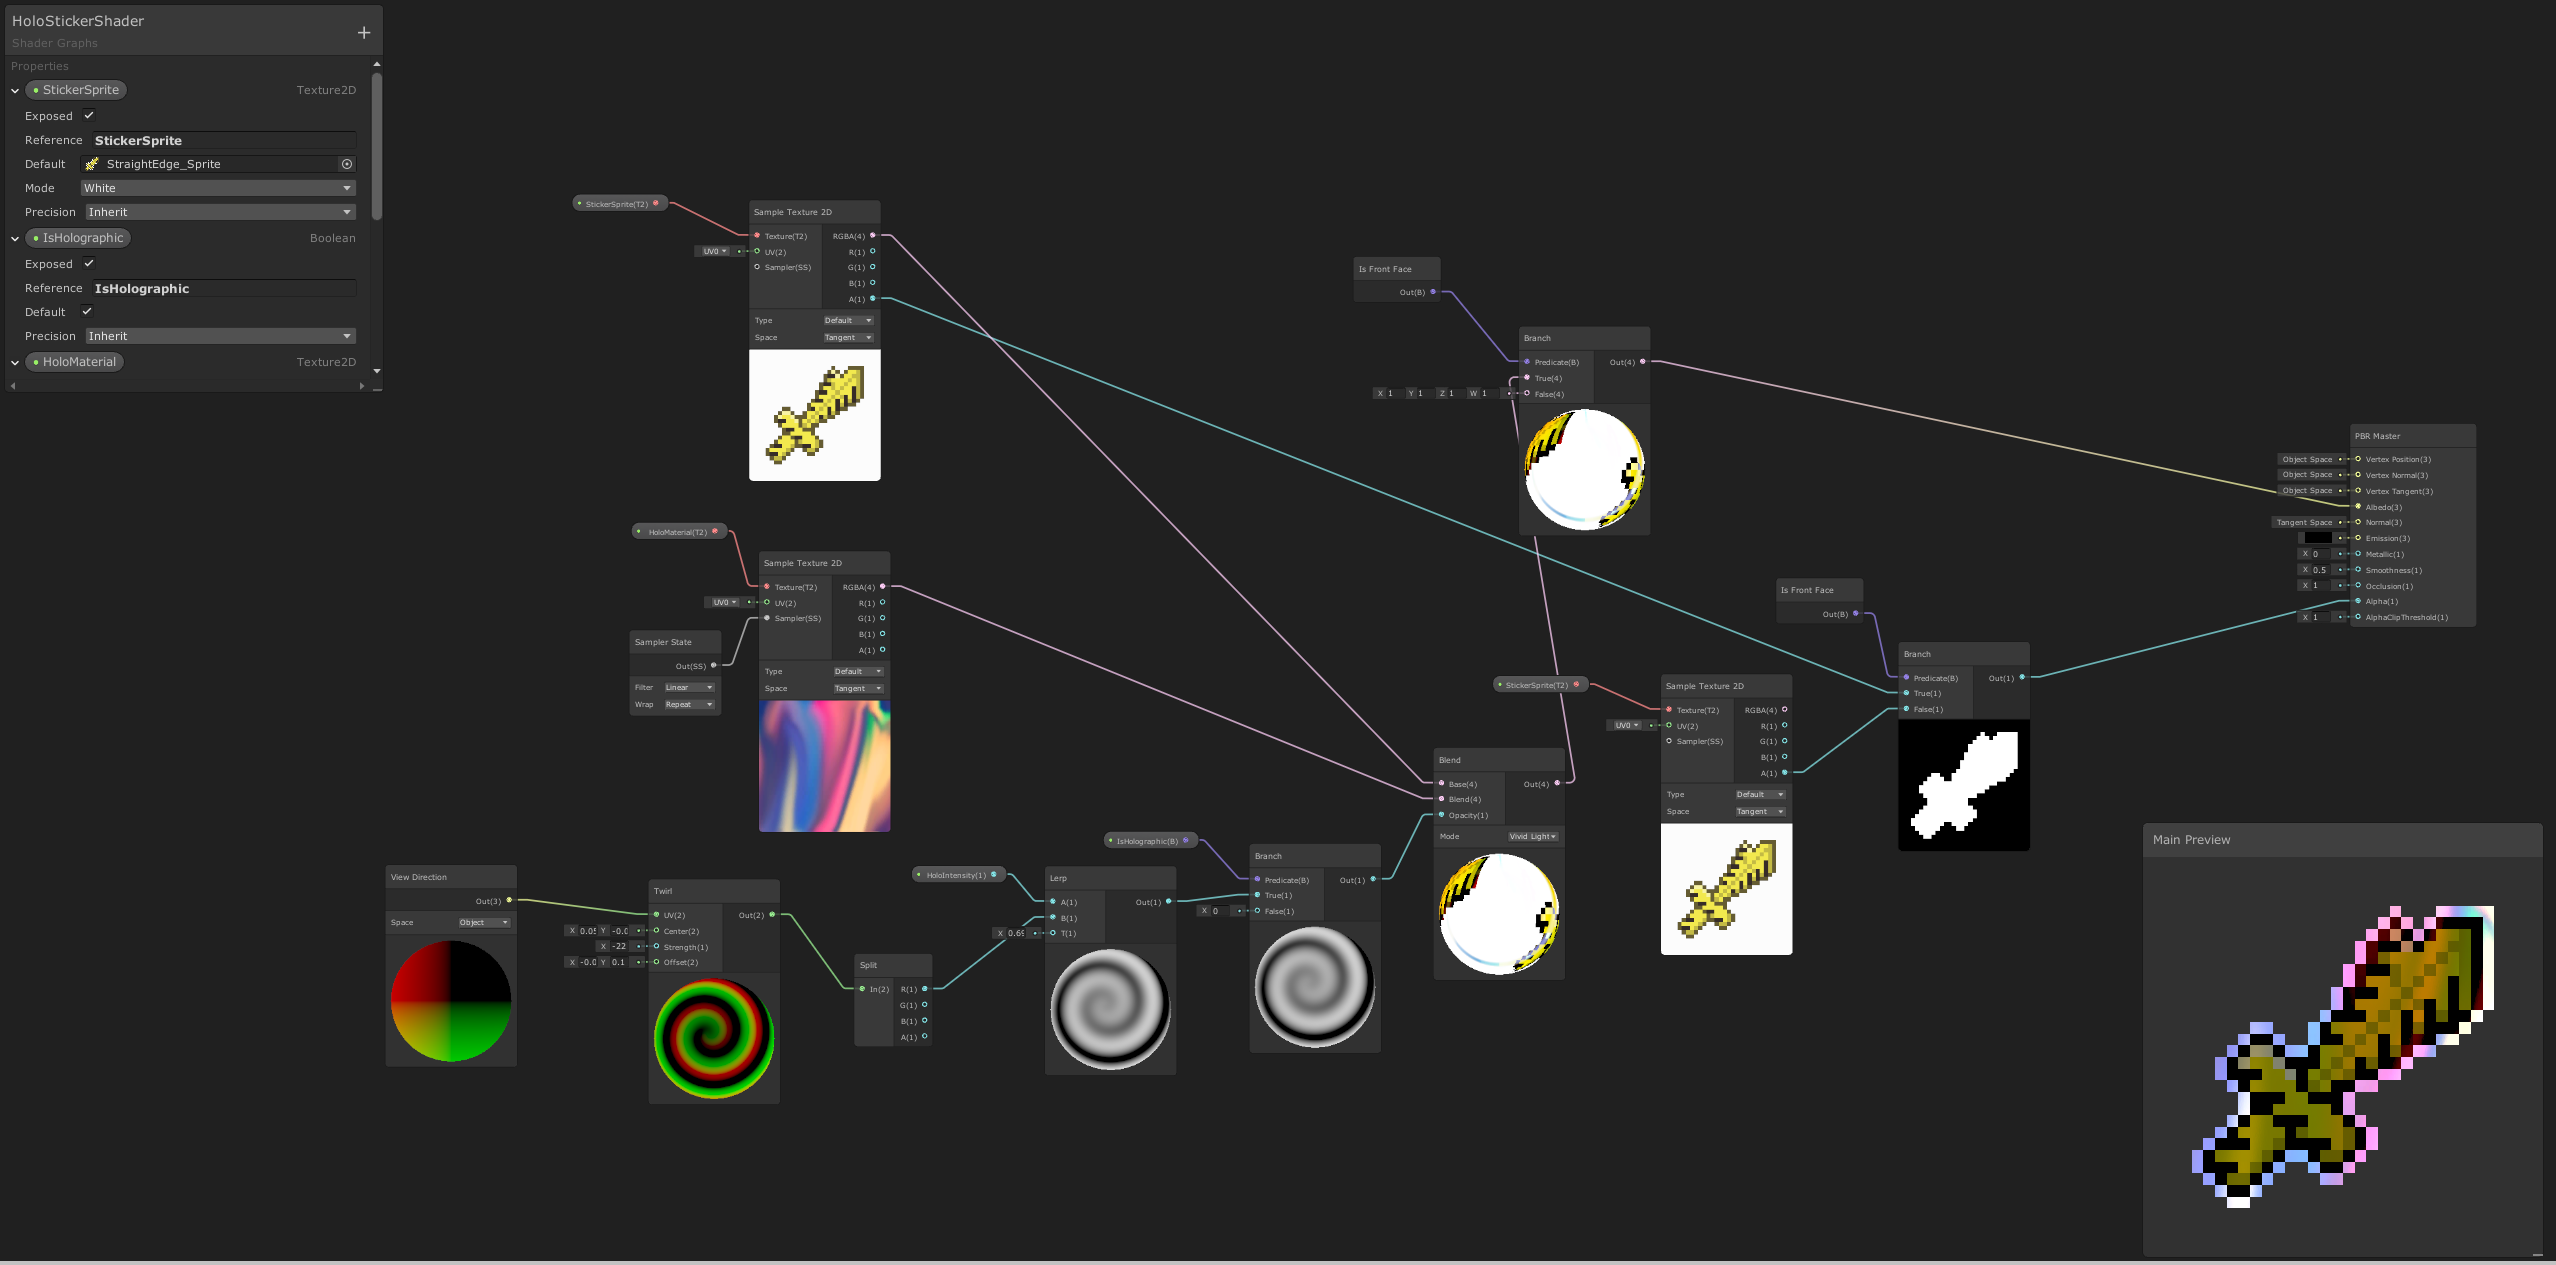 HoloStickerShader
Shader Graphs
Properties
StickerSprite Texture2D
Exposed
Reference StickerSprite
Default StraightEdge_Sprite
Mode White
Precision Inherit
IsHolographic Boolean
Exposed
Reference IsHolographic
Default
Precision Inherit
HoloMaterial Texture2D
StickerSprite(T2)
Sample Texture 2D
Texture(T2) RGBA(4)
UV0 UV(2) R(1)
Sampler(SS) G(1)
B(1)
A(1)
Type Default
Space Tangent
Is Front Face
Out(B)
Branch
Predicate(B) Out(4)
True(4)
X 1 Y 1 Z 1 W 1 False(4)
PBR Master
Object Space Vertex Position(3)
Object Space Vertex Normal(3)
Object Space Vertex Tangent(3)
Albedo(3)
Tangent Space Normal(3)
Emission(3)
X 0 Metallic(1)
X 0.5 Smoothness(1)
X 1 Occlusion(1)
Alpha(1)
X 1 AlphaClipThreshold(1)
HoloMaterial(T2)
Sample Texture 2D
Texture(T2) RGBA(4)
UV0 UV(2) R(1)
Sampler(SS) G(1)
B(1)
A(1)
Type Default
Space Tangent
Sampler State
Out(SS)
Filter Linear
Wrap Repeat
Is Front Face
Out(B)
Branch
Predicate(B) Out(1)
True(1)
False(1)
StickerSprite(T2)
Sample Texture 2D
Texture(T2) RGBA(4)
UV0 UV(2) R(1)
Sampler(SS) G(1)
B(1)
A(1)
Type Default
Space Tangent
Blend
Base(4) Out(4)
Blend(4)
Opacity(1)
Mode Vivid Light
IsHolographic(B)
Branch
Predicate(B) Out(1)
True(1)
X 0 False(1)
HoloIntensity(1)
Lerp
A(1) Out(1)
B(1)
X 0.69 T(1)
View Direction
Out(3)
Space Object
Twirl
UV(2) Out(2)
X 0.05 Y -0.0 Center(2)
X -22 Strength(1)
X -0.0 Y 0.1 Offset(2)
Split
In(2) R(1)
G(1)
B(1)
A(1)
Main Preview